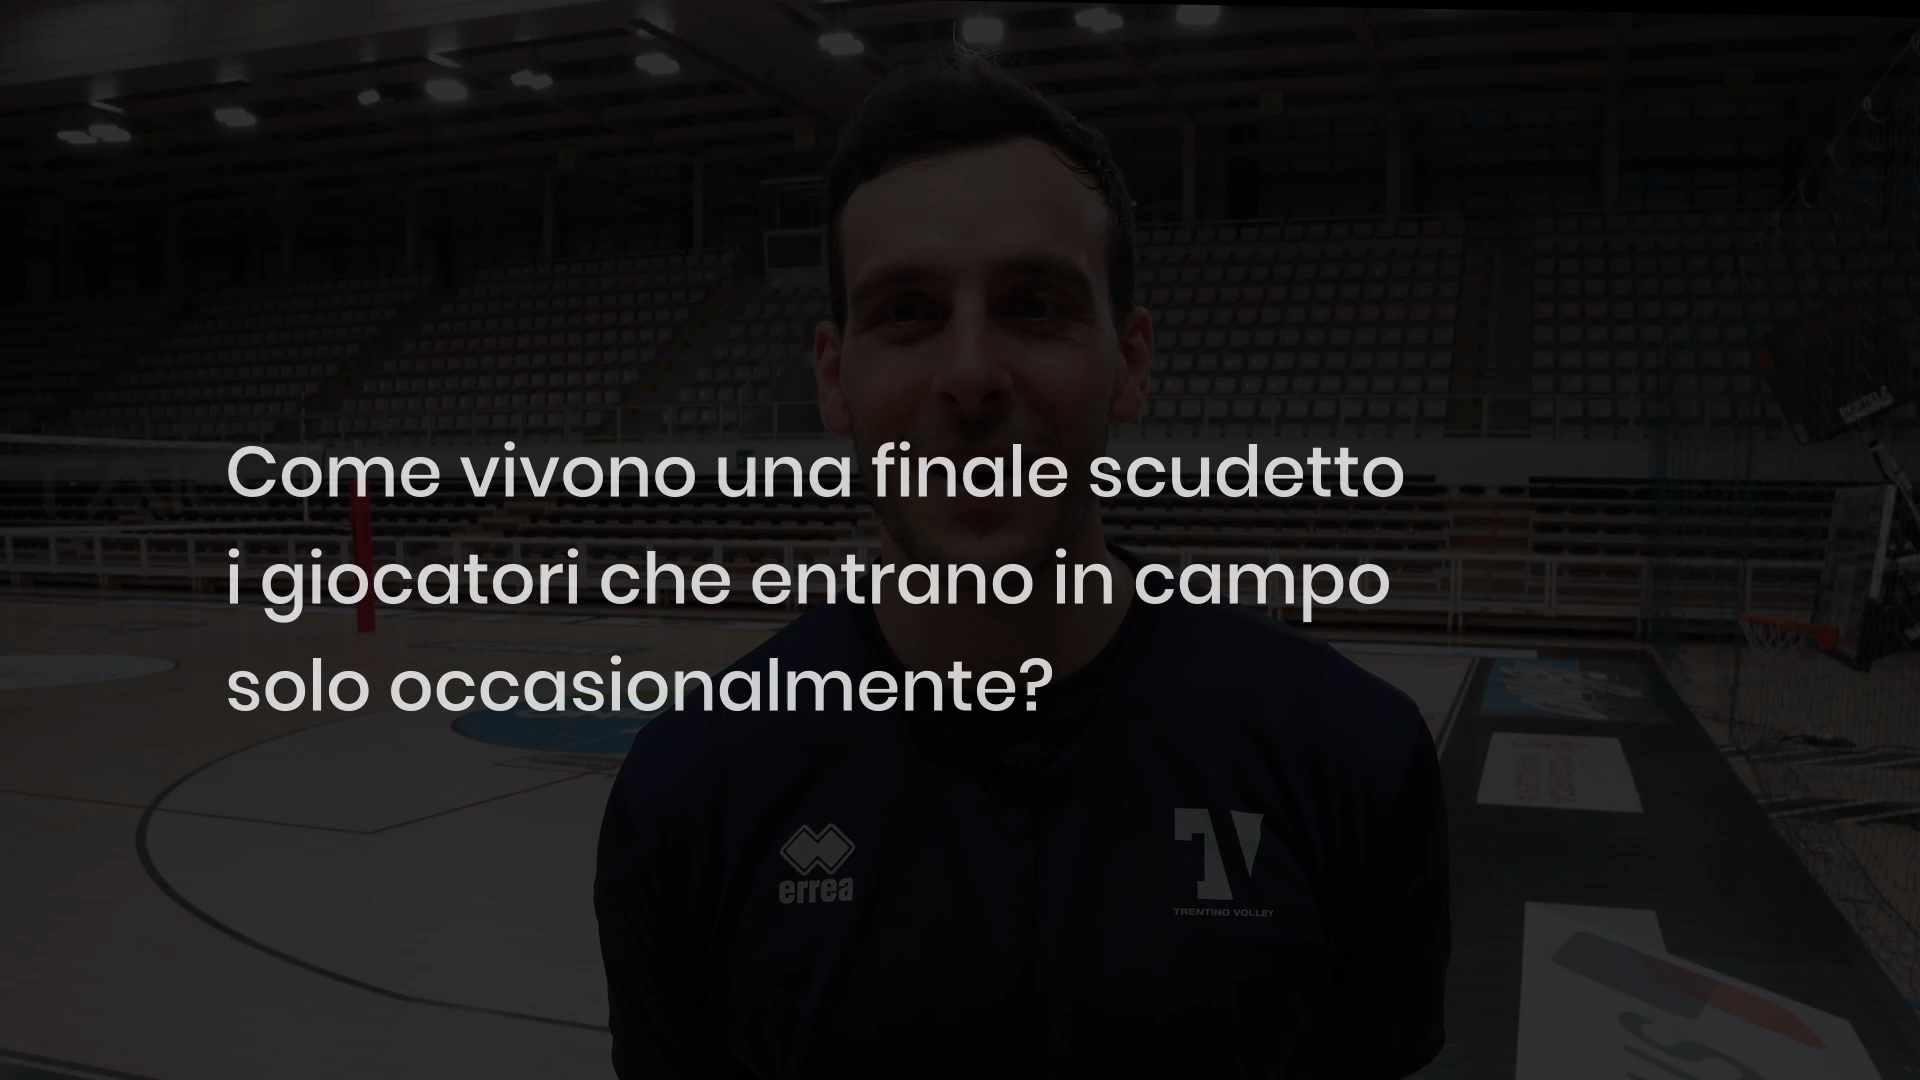 Come vivono una finale scudetto
i giocatori che entrano in campo
solo occasionalmente?
errea
TV
TRENTINO VOLLEY